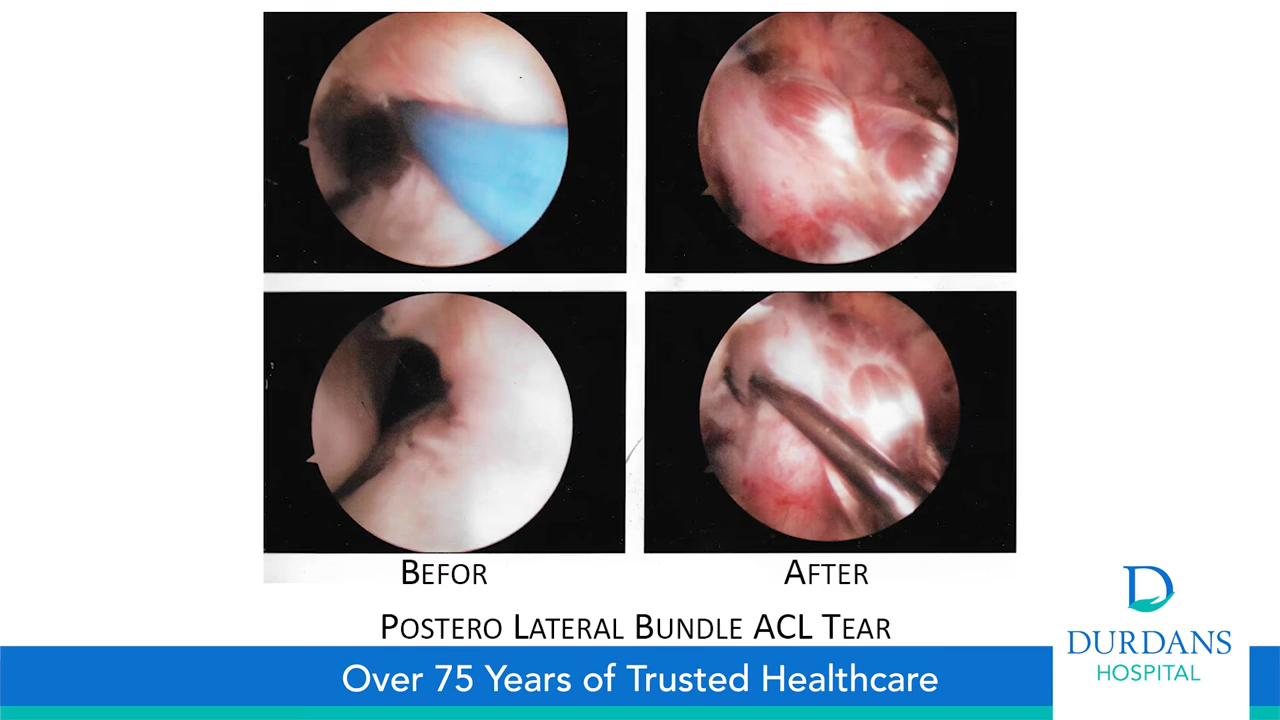 BEFOR
AFTER
POSTERO LATERAL BUNDLE ACL TEAR
Over 75 Years of Trusted Healthcare
D
DURDANS
HOSPITAL